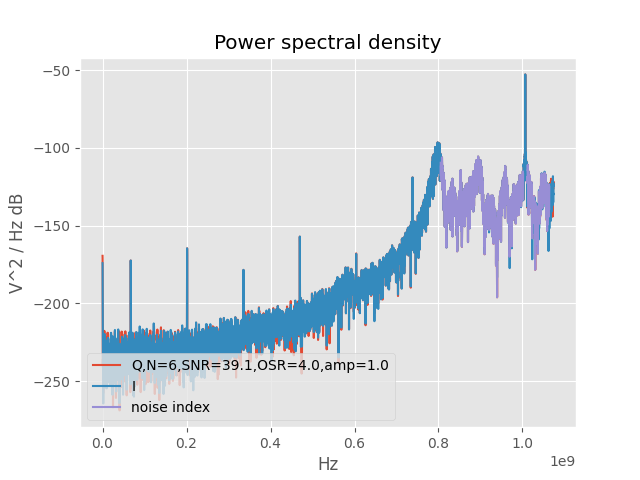 Power spectral density
V^2 / Hz dB
−50
−100
−150
−200
−250
Q,N=6,SNR=39.1,OSR=4.0,amp=1.0
I
noise index
0.0 0.2 0.4 0.6 0.8 1.0
1e9
Hz